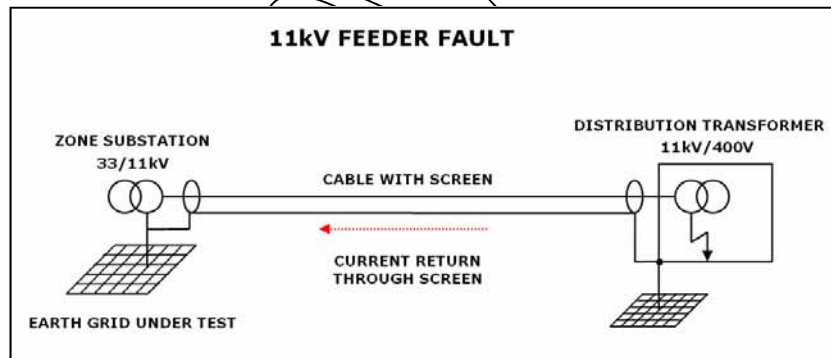 11kV FEEDER FAULT
ZONE SUBSTATION
33/11kV
DISTRIBUTION TRANSFORMER
11kV/400V
CABLE WITH SCREEN
CURRENT RETURN
THROUGH SCREEN
EARTH GRID UNDER TEST